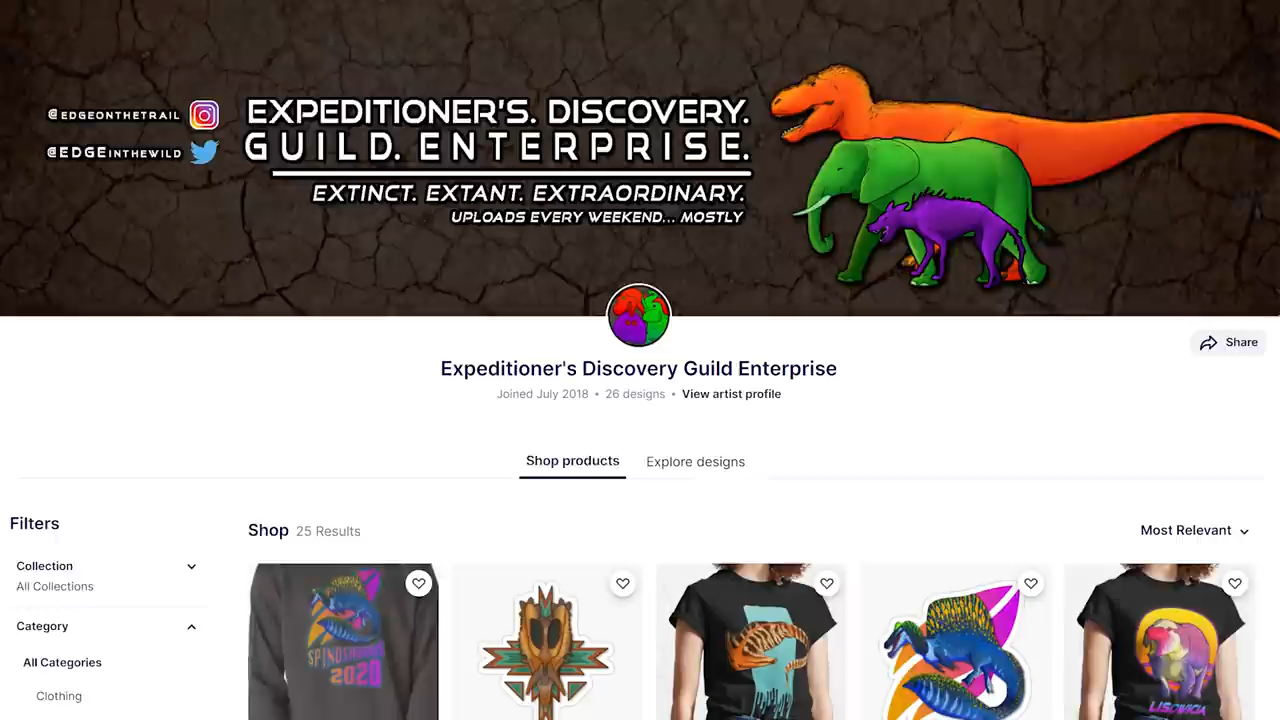 @EDGEONTHETRAIL
@EDGEINTHEWILD
EXPEDITIONER'S. DISCOVERY.
GUILD. ENTERPRISE.
EXTINCT. EXTANT. EXTRAORDINARY.
UPLOADS EVERY WEEKEND... MOSTLY
Share
Expeditioner's Discovery Guild Enterprise
Joined July 2018 • 26 designs • View artist profile
Shop products
Explore designs
Filters
Shop 25 Results
Most Relevant
Collection
All Collections
Category
All Categories
Clothing
SPINOSAURUS
2020
LISOWICIA